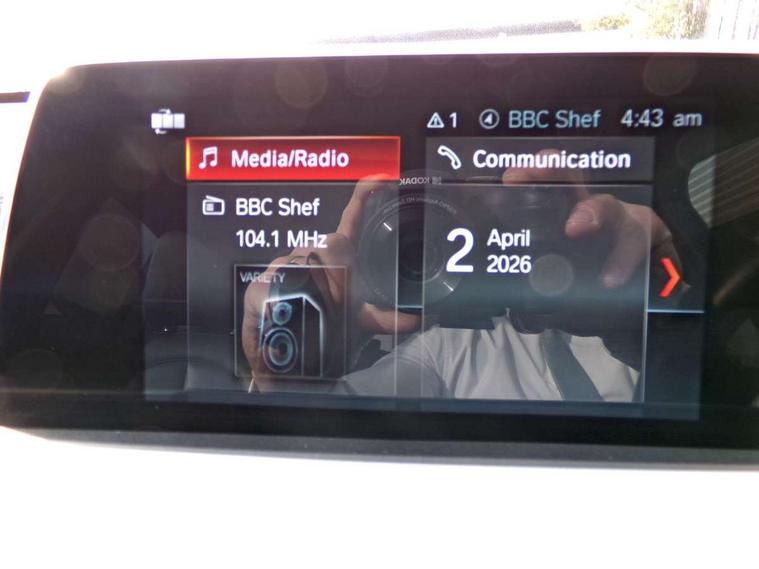 1 BBC Shef 4:43 am
Media/Radio
Communication
BBC Shef
104.1 MHz
VARIETY
2 April
2026
KODAK